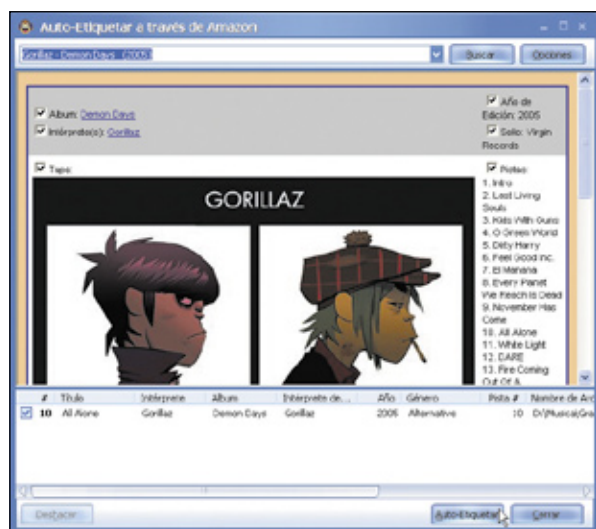 Auto-Etiquetar a través de Amazon
Gorillaz - Demon Days (2005)
Buscar
Opciones
Album: Demon Days
Intérprete(s): Gorillaz
Año de
Edición: 2005
Sello: Virgin
Records
Tapa:
GORILLAZ
Pistas:
1. Intro
2. Last Living
Souls
3. Kids With Guns
4. O Green World
5. Dirty Harry
6. Feel Good Inc.
7. El Manana
8. Every Planet
We Reach Is Dead
9. November Has
Come
10. All Alone
11. White Light
12. DARE
13. Fire Coming
Out Of A
# Título Intérprete Album Intérprete de... Año Género Pista # Nombre de Arc
10 All Alone Gorillaz Demon Days Gorillaz 2005 Alternative 10 D:\Musica\Gra
Deshacer
Auto-Etiquetar
Cerrar